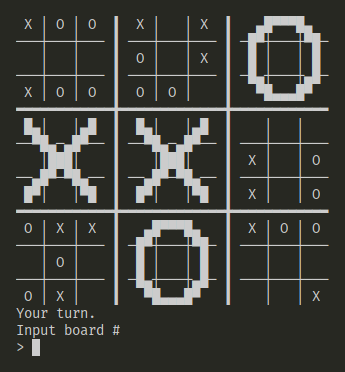 X O O X X
O X
X O O O O
X O
X O
O X X X O O
O
O X X
Your turn.
Input board #
>